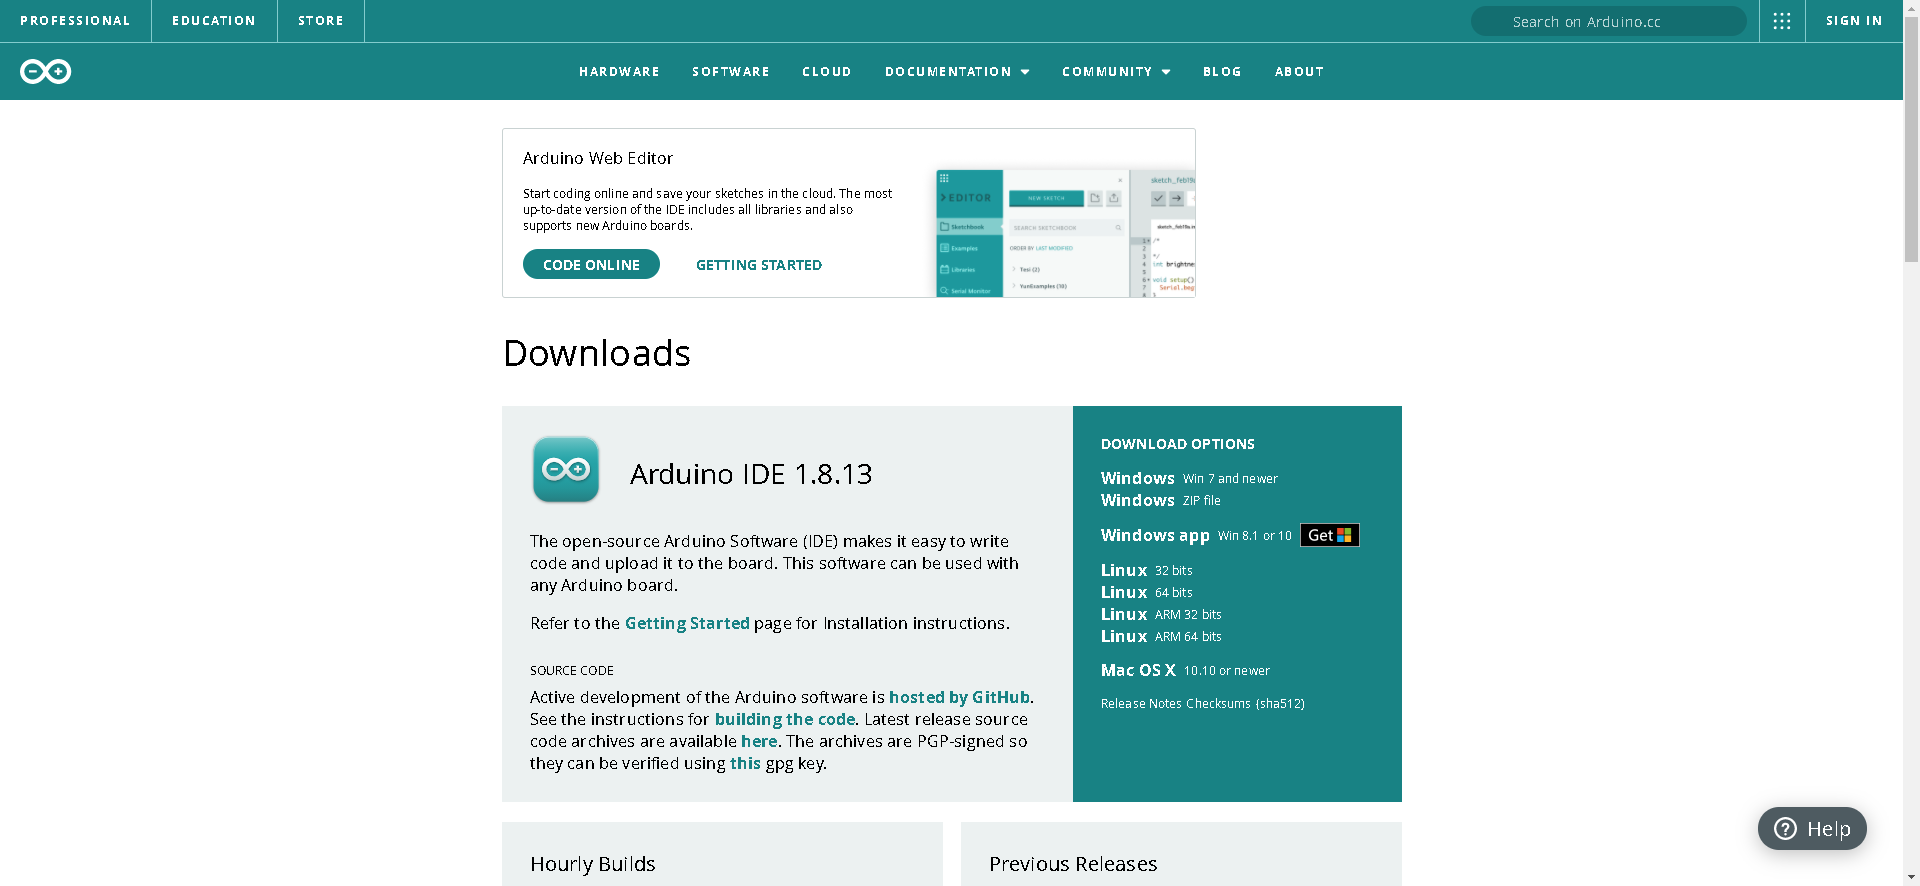 PROFESSIONAL
EDUCATION
STORE
Search on Arduino.cc
SIGN IN
HARDWARE
SOFTWARE
CLOUD
DOCUMENTATION
COMMUNITY
BLOG
ABOUT
Arduino Web Editor
Start coding online and save your sketches in the cloud. The most
up-to-date version of the IDE includes all libraries and also
supports new Arduino boards.
CODE ONLINE
GETTING STARTED
EDITOR
NEW SKETCH
Sketchbook
SEARCH SKETCHBOOK
Examples
ORDER BY LAST MODIFIED
Libraries
Tesi (2)
Serial Monitor
YunExamples (10)
/*
*/
int brightne
void setup()
Serial.beg
}
Downloads
Arduino IDE 1.8.13
The open-source Arduino Software (IDE) makes it easy to write
code and upload it to the board. This software can be used with
any Arduino board.
Refer to the Getting Started page for Installation instructions.
SOURCE CODE
Active development of the Arduino software is hosted by GitHub.
See the instructions for building the code. Latest release source
code archives are available here. The archives are PGP-signed so
they can be verified using this gpg key.
DOWNLOAD OPTIONS
Windows Win 7 and newer
Windows ZIP file
Windows app Win 8.1 or 10 Get
Linux 32 bits
Linux 64 bits
Linux ARM 32 bits
Linux ARM 64 bits
Mac OS X 10.10 or newer
Release Notes Checksums (sha512)
Hourly Builds
Previous Releases
Help